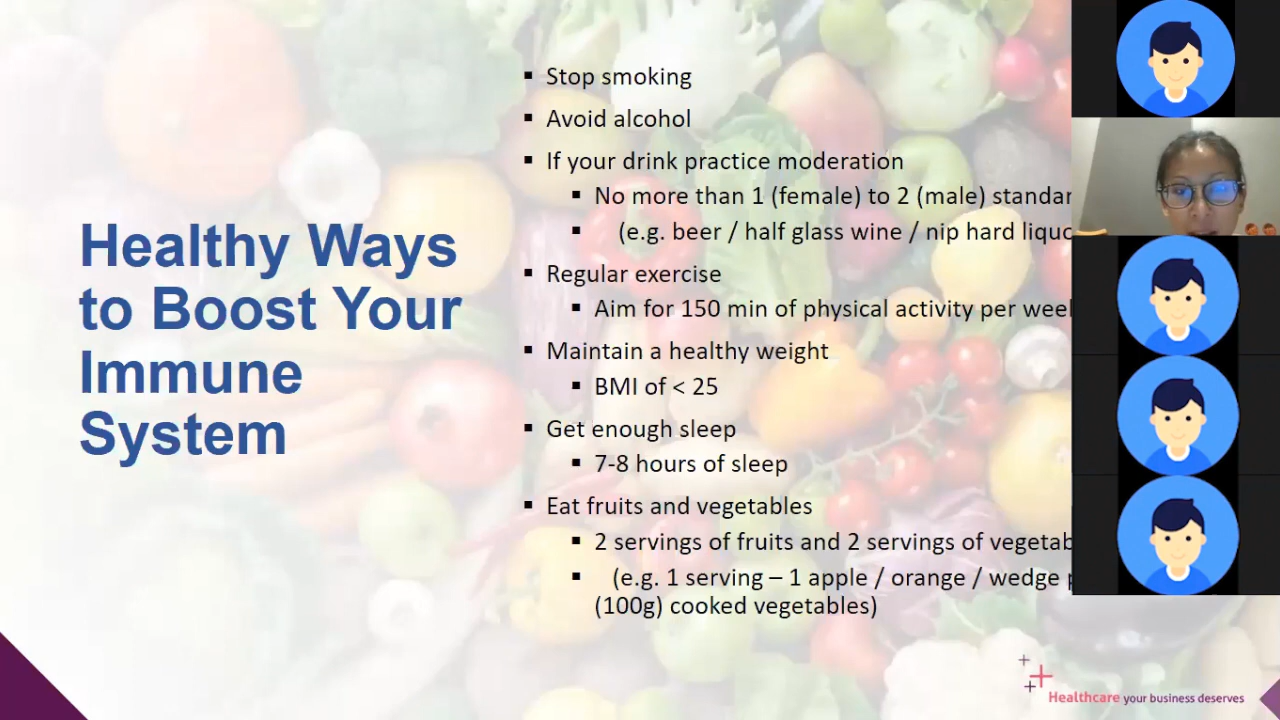 Healthy Ways
to Boost Your
Immune
System
Stop smoking
Avoid alcohol
If your drink practice moderation
No more than 1 (female) to 2 (male)
(e.g. beer / half glass wine / nip hard
Regular exercise
Aim for 150 min of physical activity per
Maintain a healthy weight
BMI of < 25
Get enough sleep
7-8 hours of sleep
Eat fruits and vegetables
2 servings of fruits and 2 servings of
(e.g. 1 serving – 1 apple / orange / wedge
(100g) cooked vegetables)
Healthcare your business deserves